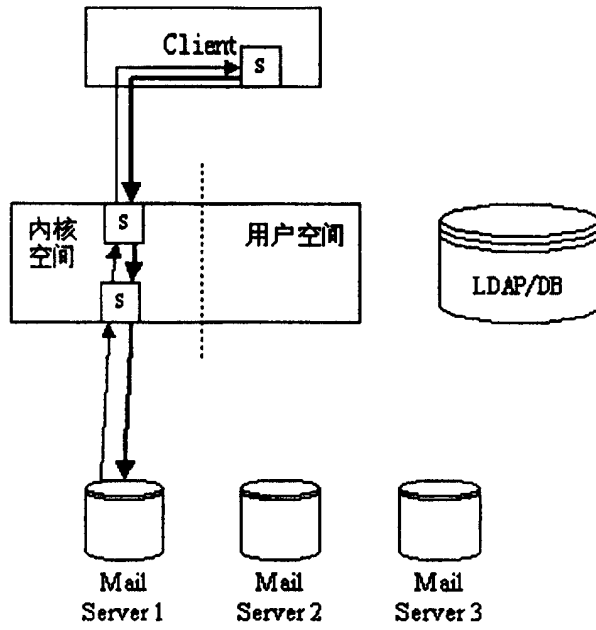 Client
S
S
内核
空间
用户空间
S
LDAP/DB
Mail
Server 1
Mail
Server 2
Mail
Server 3